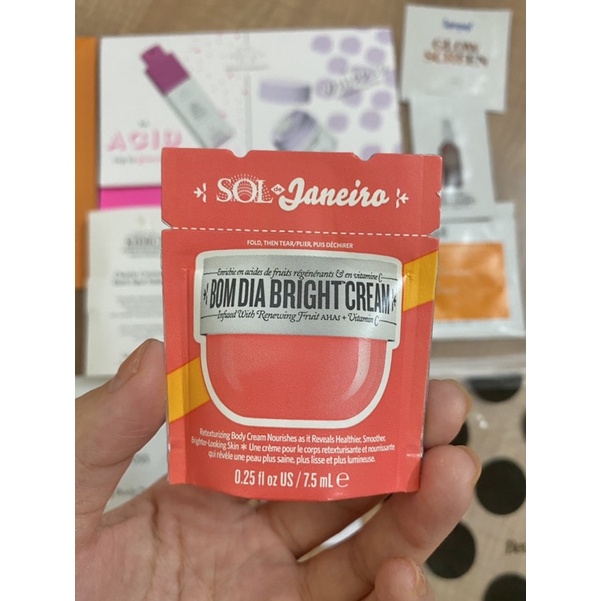 ACID
GLOW
SCREEN
SOL de Janeiro
FOLD, THEN TEAR/PLIER, PUIS DÉCHIRER
Enrichie en acides de fruits régénérants & en vitamine C
BOM DIA BRIGHT™ CREAM
Infused With Renewing Fruit AHAs + Vitamin C
Retexturizing Body Cream Nourishes as it Reveals Healthier, Smoother,
Brighter-Looking Skin * Une crème pour le corps retexturisante et nourrissante
qui révèle une peau plus saine, plus lisse et plus lumineuse.
0.25 fl oz US / 7.5 mL ℮